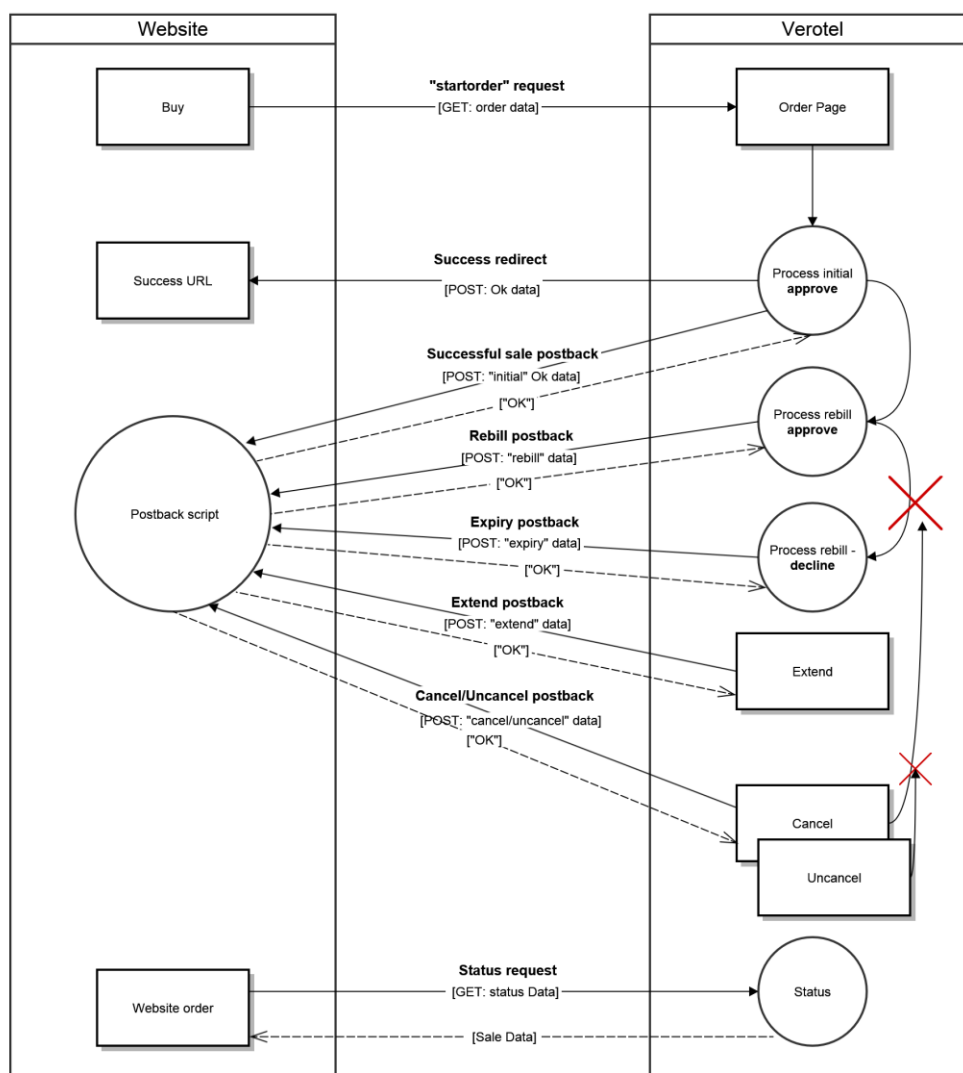 Website
Verotel
Buy
"startorder" request
[GET: order data]
Order Page
Success URL
Success redirect
[POST: Ok data]
Process initial
approve
Successful sale postback
[POST: "initial" Ok data]
["OK"]
Process rebill
approve
Rebill postback
[POST: "rebill" data]
["OK"]
Postback script
Expiry postback
[POST: "expiry" data]
["OK"]
Process rebill -
decline
Extend postback
[POST: "extend" data]
["OK"]
Extend
Cancel/Uncancel postback
[POST: "cancel/uncancel" data]
["OK"]
Cancel
Uncancel
Website order
Status request
[GET: status Data]
Status
[Sale Data]